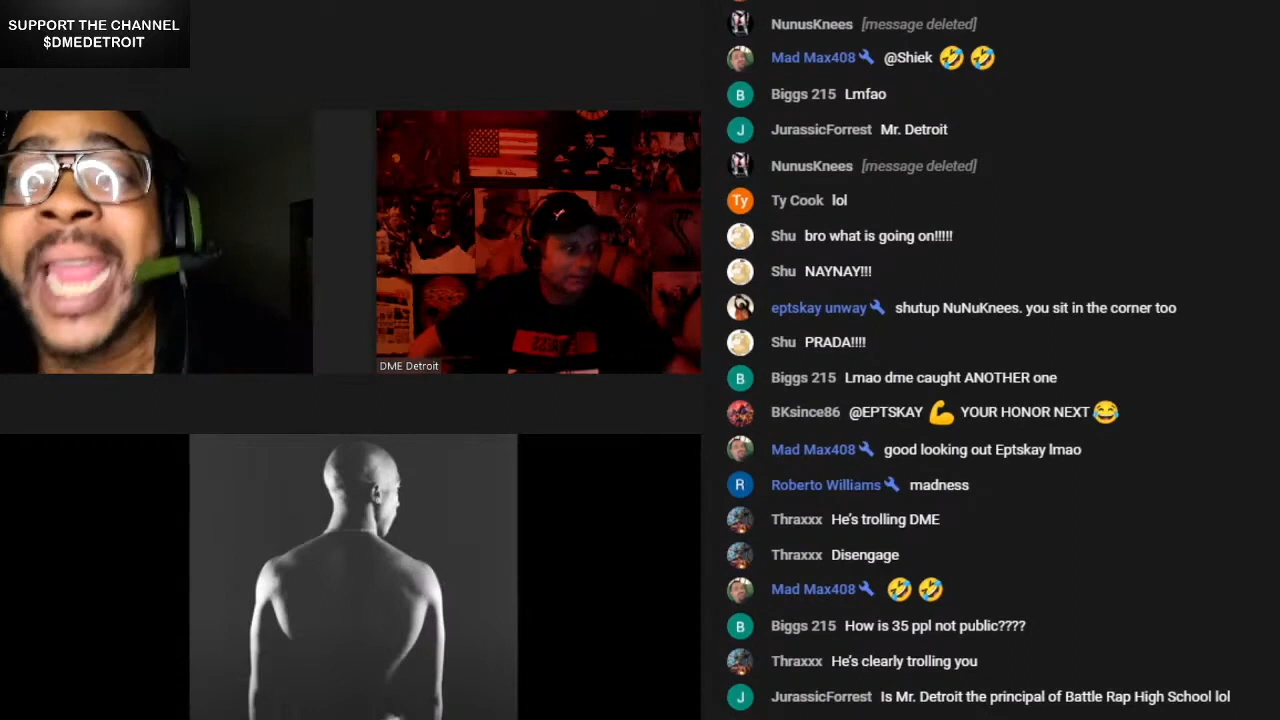 SUPPORT THE CHANNEL
$DMEDETROIT
DME Detroit
NunusKnees [message deleted]
Mad Max408 @Shiek 🤣 🤣
B Biggs 215 Lmfao
J JurassicForrest Mr. Detroit
NunusKnees [message deleted]
Ty Ty Cook lol
Shu bro what is going on!!!!!
Shu NAYNAY!!!
eptskay unway shutup NuNuKnees. you sit in the corner too
Shu PRADA!!!!
B Biggs 215 Lmao dme caught ANOTHER one
BKsince86 @EPTSKAY 💪 YOUR HONOR NEXT 😂
Mad Max408 good looking out Eptskay lmao
R Roberto Williams madness
Thraxxx He's trolling DME
Thraxxx Disengage
Mad Max408 🤣 🤣
B Biggs 215 How is 35 ppl not public????
Thraxxx He's clearly trolling you
J JurassicForrest Is Mr. Detroit the principal of Battle Rap High School lol